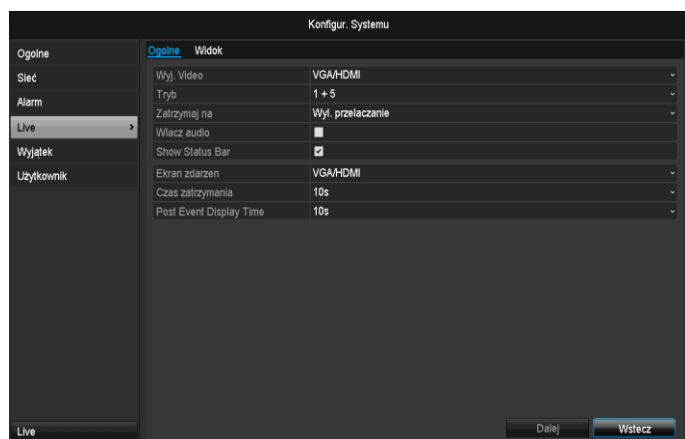 Konfigur. Systemu
Ogolne
Sieć
Alarm
Live
Wyjątek
Użytkownik
Ogolne Widok
Wyj. Video VGA/HDMI
Tryb 1 + 5
Zatrzymaj na Wyl. przelaczanie
Wlacz audio
Show Status Bar
Ekran zdarzen VGA/HDMI
Czas zatrzymania 10s
Post Event Display Time 10s
Live
Dalej Wstecz